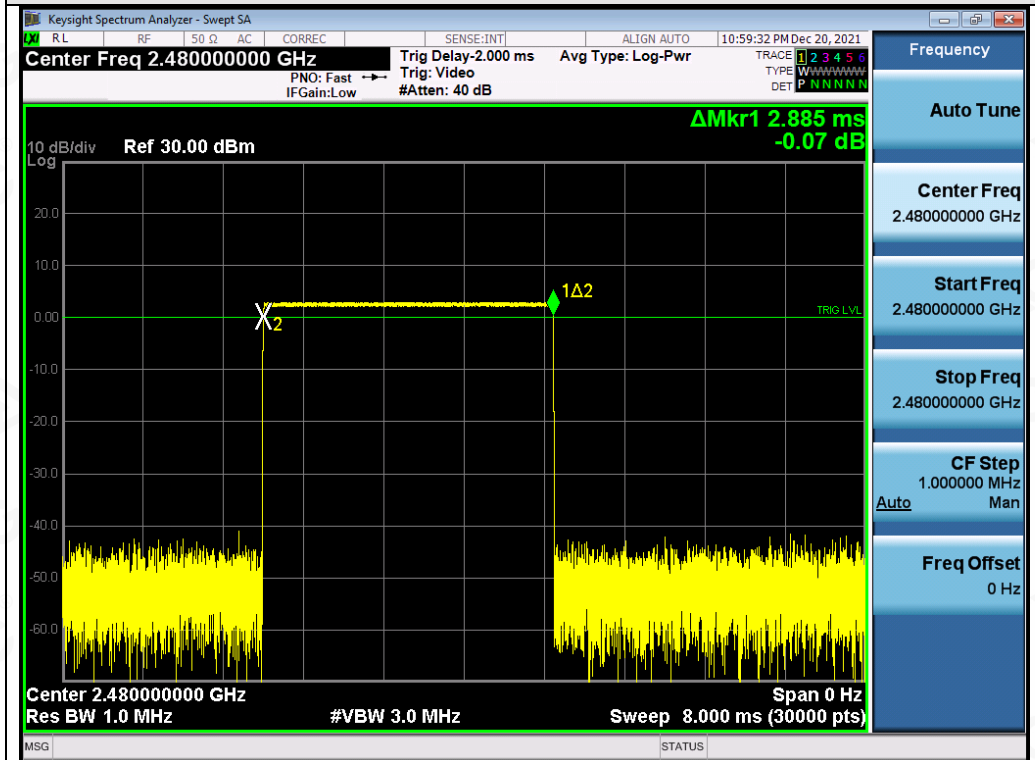 Keysight Spectrum Analyzer - Swept SA
LXI RL RF 50 Ω AC CORREC SENSE:INT ALIGN AUTO 10:59:32 PM Dec 20, 2021
Center Freq 2.480000000 GHz
PNO: Fast
IFGain:Low
Trig Delay-2.000 ms
Trig: Video
#Atten: 40 dB
Avg Type: Log-Pwr
TRACE 1 2 3 4 5 6
TYPE WWWWWW
DET P N N N N N
ΔMkr1 2.885 ms
-0.07 dB
10 dB/div Ref 30.00 dBm
Log
20.0
10.0
0.00
-10.0
-20.0
-30.0
-40.0
-50.0
-60.0
1Δ2
2
TRIG LVL
Center 2.480000000 GHz Span 0 Hz
Res BW 1.0 MHz #VBW 3.0 MHz Sweep 8.000 ms (30000 pts)
MSG STATUS
Frequency
Auto Tune
Center Freq
2.480000000 GHz
Start Freq
2.480000000 GHz
Stop Freq
2.480000000 GHz
CF Step
1.000000 MHz
Auto Man
Freq Offset
0 Hz